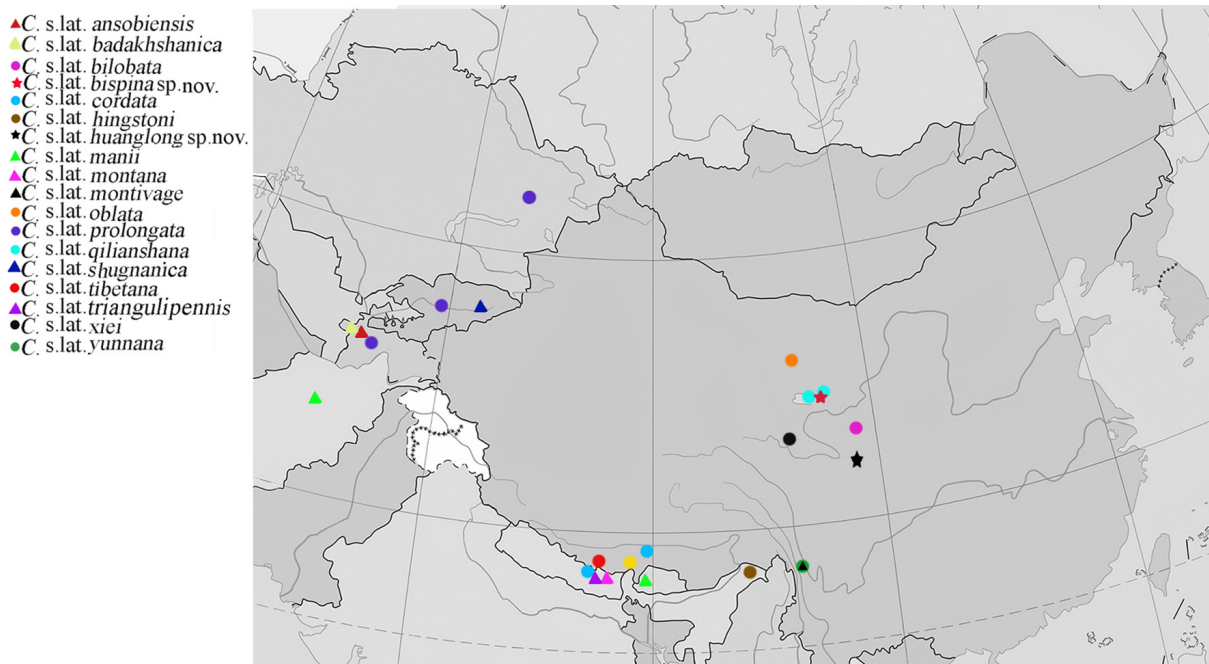 C. s.lat. ansobiensis
C. s.lat. badakhshanica
C. s.lat. bilobata
C. s.lat. bispina sp. nov.
C. s.lat. cordata
C. s.lat. hingstoni
C. s.lat. huanglong sp. nov.
C. s.lat. manii
C. s.lat. montana
C. s.lat. montivage
C. s.lat. oblata
C. s.lat. prolongata
C. s.lat. qilianshana
C. s.lat. shugnanica
C. s.lat. tibetana
C. s.lat. triangulipennis
C. s.lat. xiei
C. s.lat. yunnana